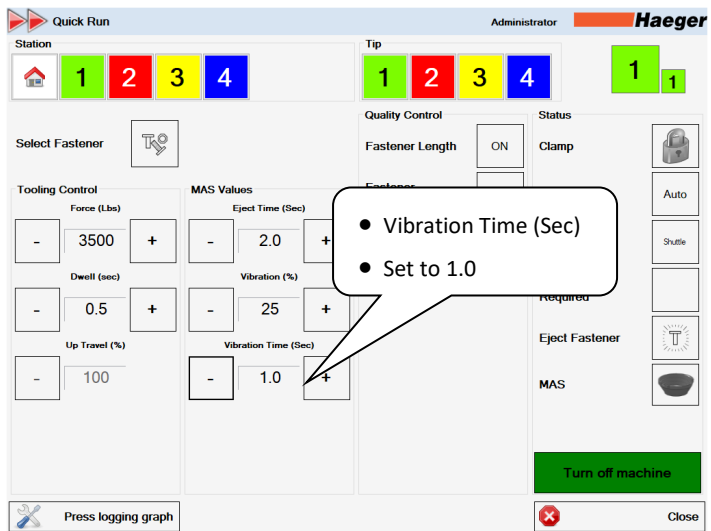 Quick Run
Administrator
Haeger
Station
1 2 3 4
Tip
1 2 3 4
1 1
Select Fastener
Quality Control
Fastener Length ON
Status
Clamp
Auto
Shuttle
Required
Eject Fastener
T
MAS
Tooling Control
Force (Lbs)
- 3500 +
Dwell (sec)
- 0.5 +
Up Travel (%)
- 100
MAS Values
Eject Time (Sec)
- 2.0 +
Vibration (%)
- 25 +
Vibration Time (Sec)
- 1.0 +
• Vibration Time (Sec)
• Set to 1.0
Turn off machine
Press logging graph
Close